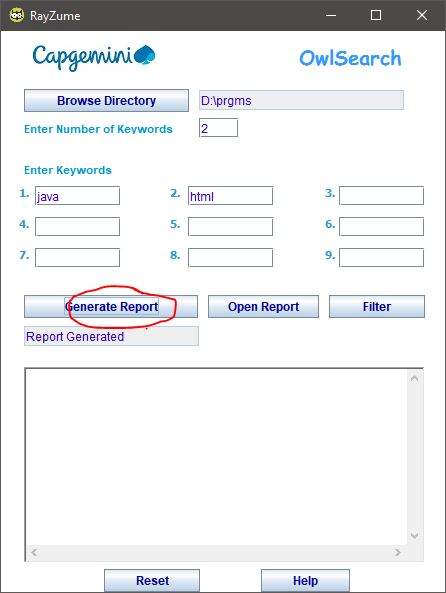 RayZume
Capgemini
OwlSearch
Browse Directory D:\prgms
Enter Number of Keywords 2
Enter Keywords
1. java 2. html 3.
4. 5. 6.
7. 8. 9.
Generate Report Open Report Filter
Report Generated
Reset Help